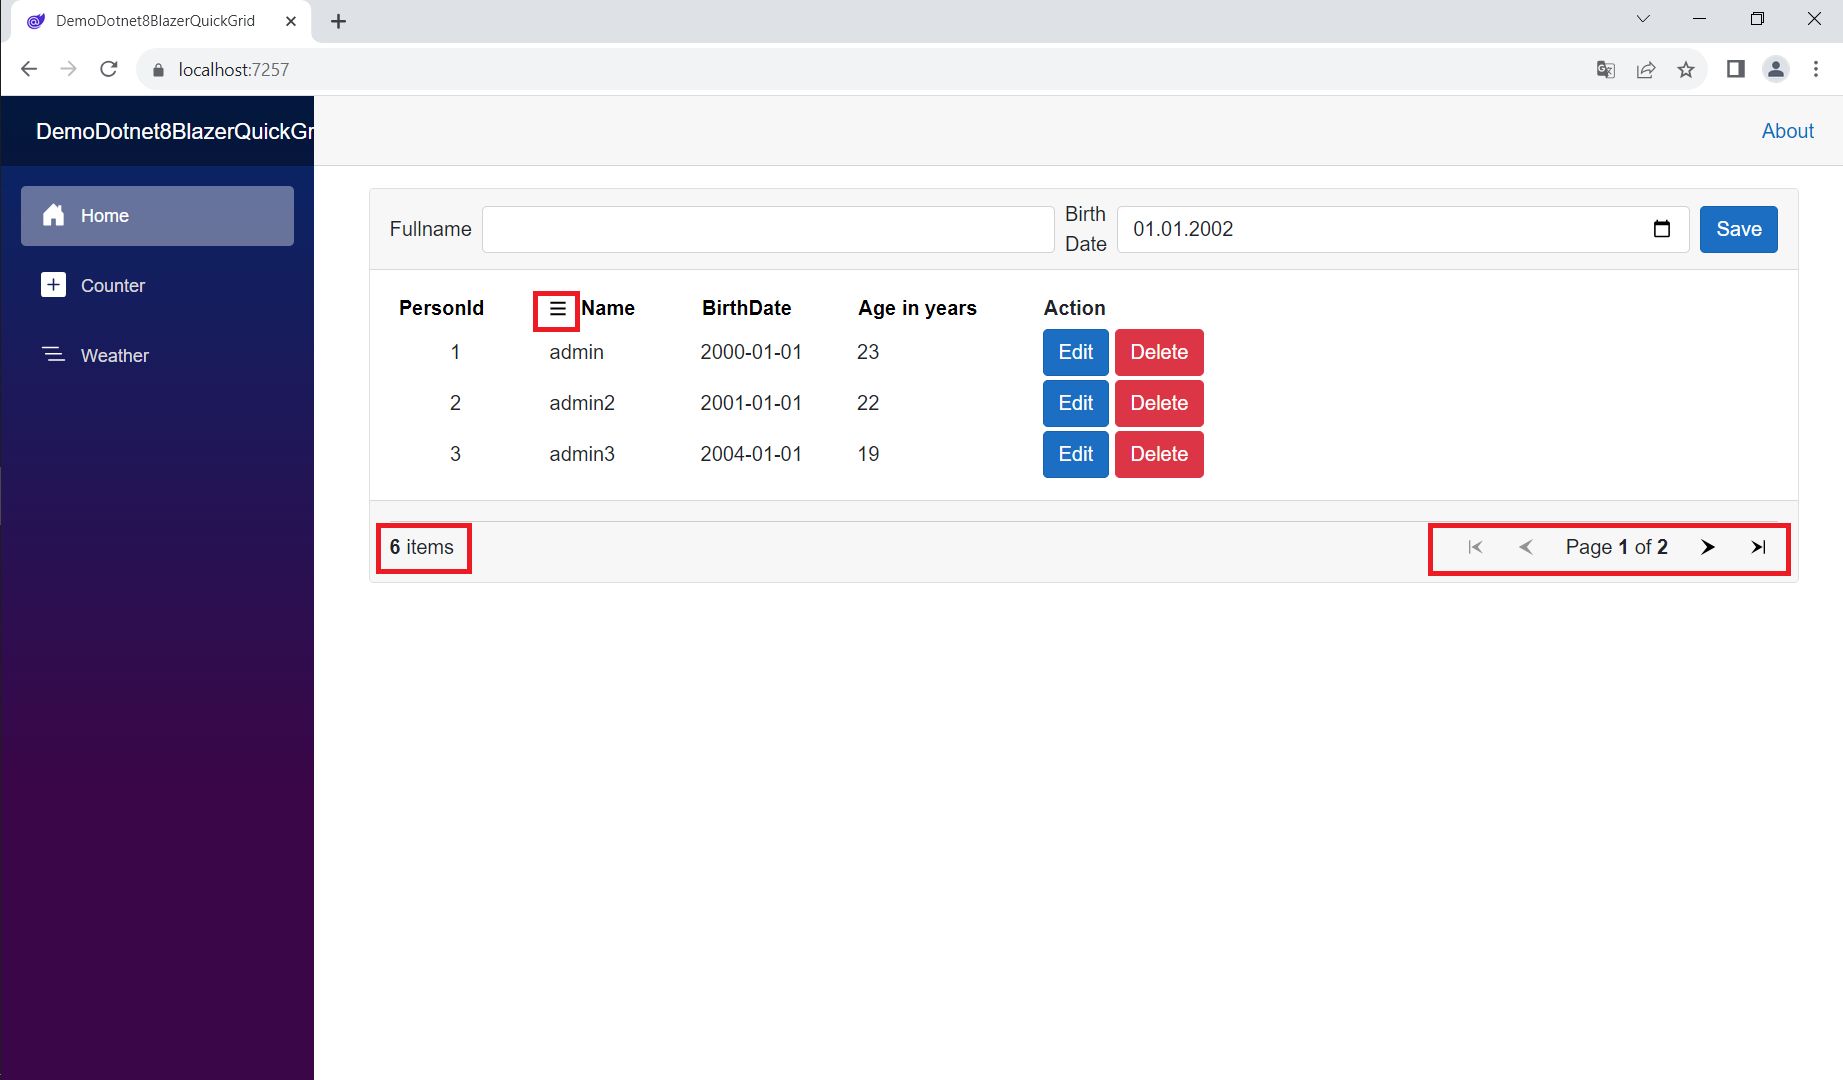 DemoDotnet8BlazerQuickGrid
localhost:7257
DemoDotnet8BlazerQuickGr
About
Home
Counter
Weather
Fullname
Birth
Date
01.01.2002
Save
PersonId Name BirthDate Age in years Action
1 admin 2000-01-01 23 Edit Delete
2 admin2 2001-01-01 22 Edit Delete
3 admin3 2004-01-01 19 Edit Delete
6 items
Page 1 of 2